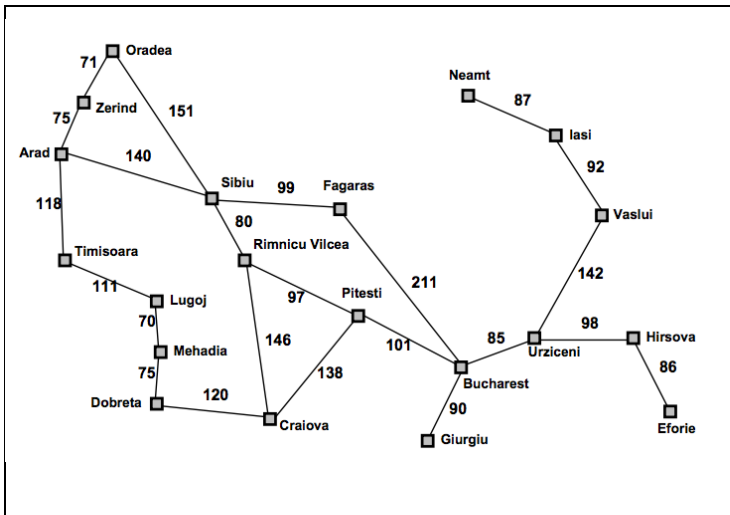 Oradea
71
Neamt
87
Zerind
151
75
Iasi
Arad
140
92
Sibiu
99
Fagaras
118
80
Vaslui
Rimnicu Vilcea
Timisoara
142
111
97
211
Lugoj
Pitesti
70
146
85
98
Hirsova
Mehadia
101
Urziceni
138
86
75
Bucharest
Dobreta
120
90
Craiova
Eforie
Giurgiu